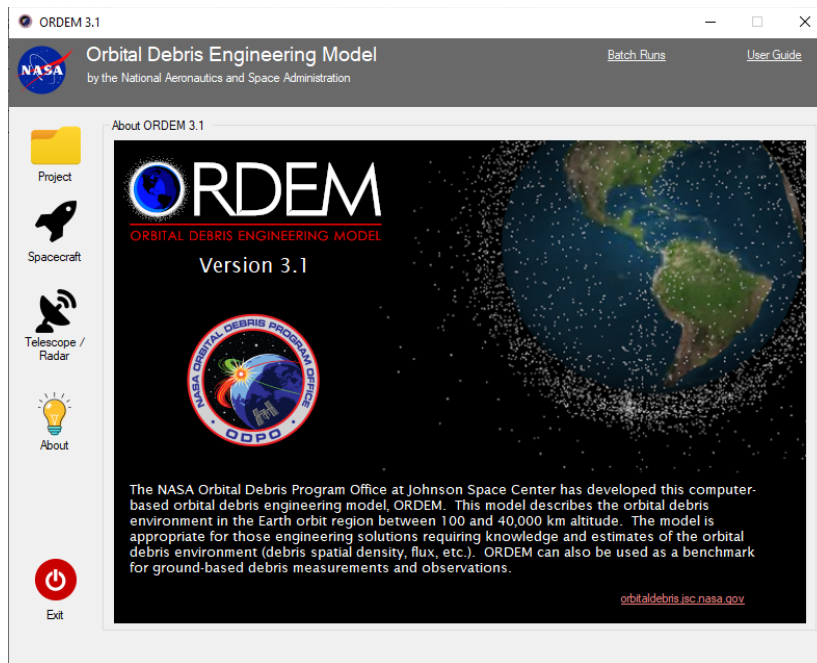 ORDEM 3.1
NASA
Orbital Debris Engineering Model
by the National Aeronautics and Space Administration
Batch Runs
User Guide
Project
Spacecraft
Telescope /
Radar
About
Exit
About ORDEM 3.1
ORDEM
ORBITAL DEBRIS ENGINEERING MODEL
Version 3.1
NASA ORBITAL DEBRIS PROGRAM OFFICE
• ODPO •
The NASA Orbital Debris Program Office at Johnson Space Center has developed this computer-
based orbital debris engineering model, ORDEM.  This model describes the orbital debris
environment in the Earth orbit region between 100 and 40,000 km altitude.  The model is
appropriate for those engineering solutions requiring knowledge and estimates of the orbital
debris environment (debris spatial density, flux, etc.).  ORDEM can also be used as a benchmark
for ground-based debris measurements and observations.
orbitaldebris.jsc.nasa.gov